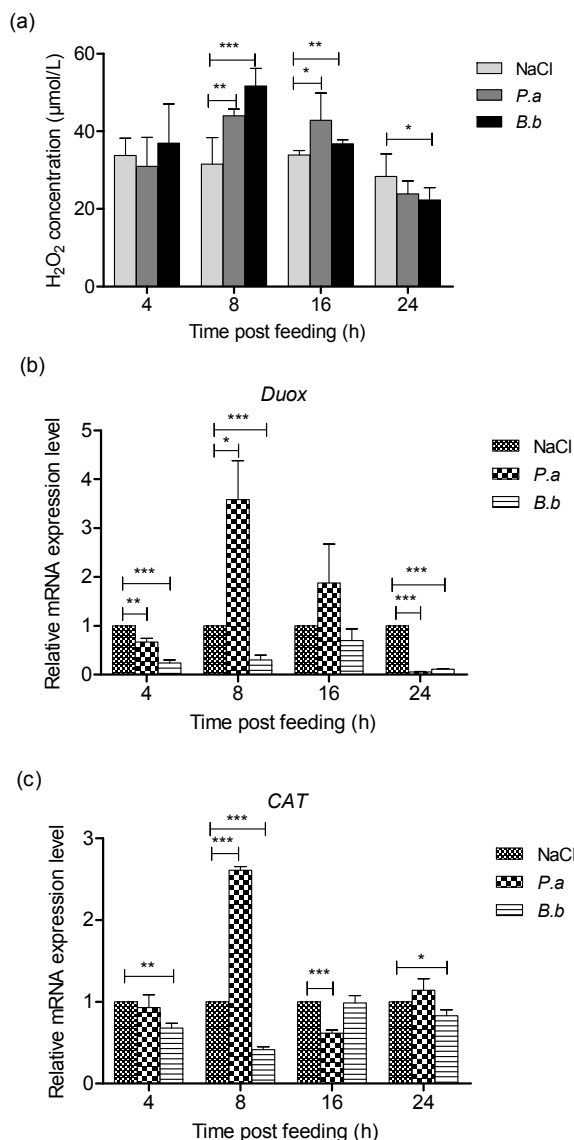 (a)
H₂O₂ concentration (μmol/L)
60
40
20
0
***
**
**
*
*
NaCl
P.a
B.b
4 8 16 24
Time post feeding (h)
(b)
Duox
Relative mRNA expression level
5
4
3
2
1
0
***
**
***
*
***
***
NaCl
P.a
B.b
4 8 16 24
Time post feeding (h)
(c)
CAT
Relative mRNA expression level
3
2
1
0
**
***
***
***
*
NaCl
P.a
B.b
4 8 16 24
Time post feeding (h)